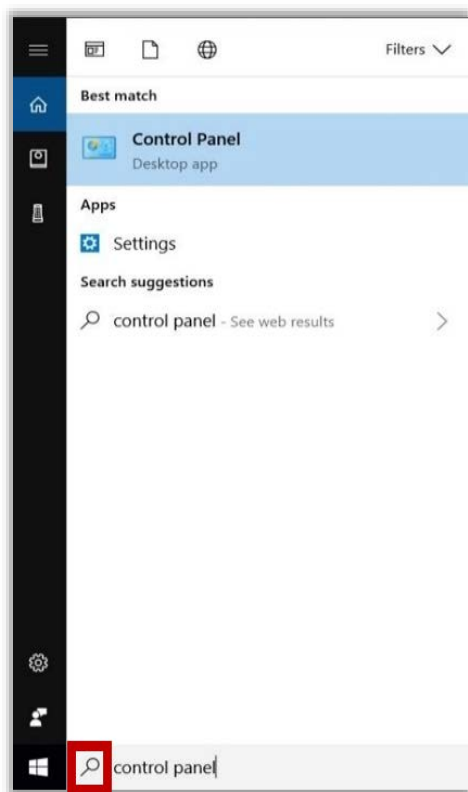 Filters
Best match
Control Panel
Desktop app
Apps
Settings
Search suggestions
control panel - See web results
control panel